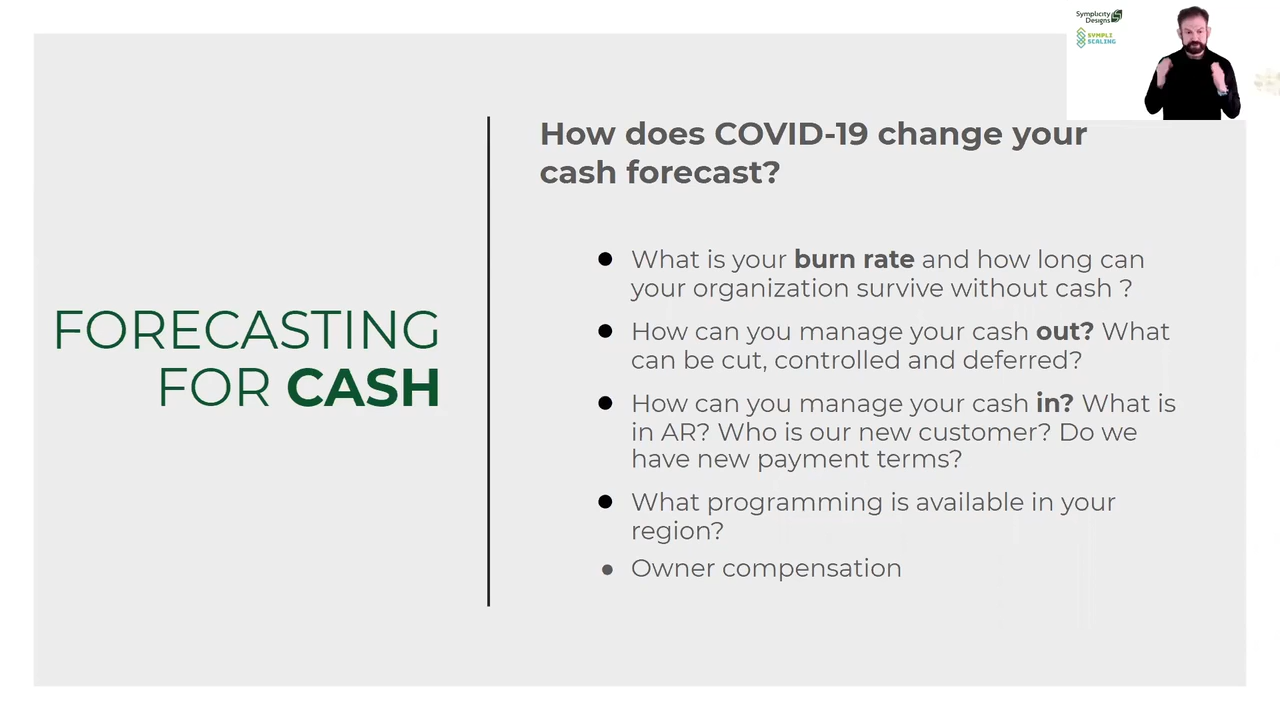 Symplicity
Designs
SYMPLI
SCALING
How does COVID-19 change your
cash forecast?
FORECASTING
FOR CASH
● What is your burn rate and how long can
your organization survive without cash ?
● How can you manage your cash out? What
can be cut, controlled and deferred?
● How can you manage your cash in? What is
in AR? Who is our new customer? Do we
have new payment terms?
● What programming is available in your
region?
● Owner compensation